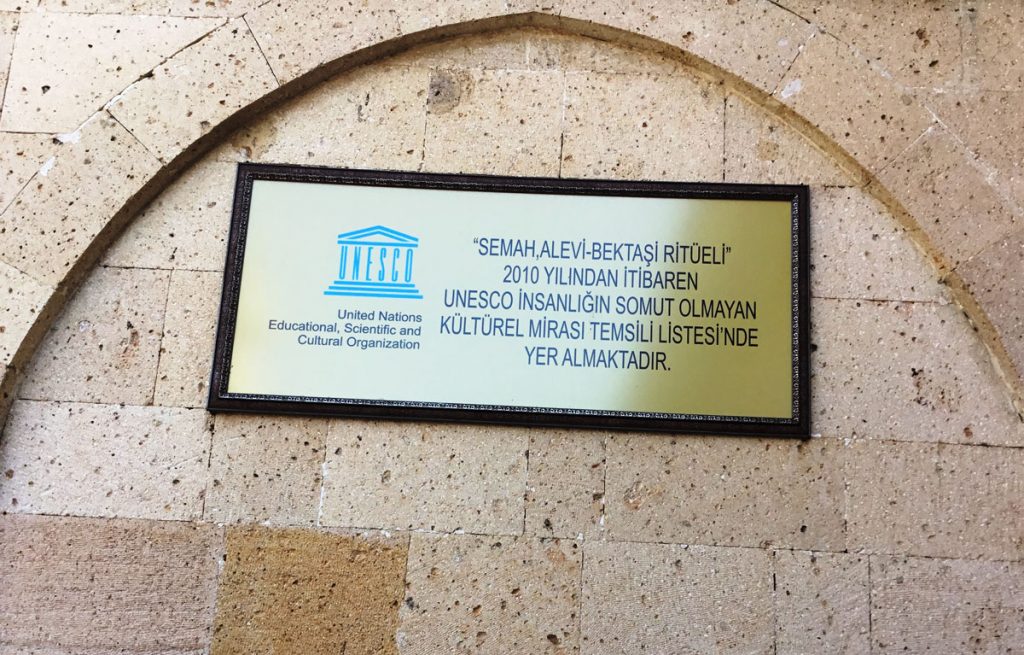 UNESCO
United Nations
Educational, Scientific and
Cultural Organization
“SEMAH,ALEVİ-BEKTAŞİ RİTÜELİ”
2010 YILINDAN İTİBAREN
UNESCO İNSANLIĞIN SOMUT OLMAYAN
KÜLTÜREL MİRASI TEMSİLİ LİSTESİ’NDE
YER ALMAKTADIR.